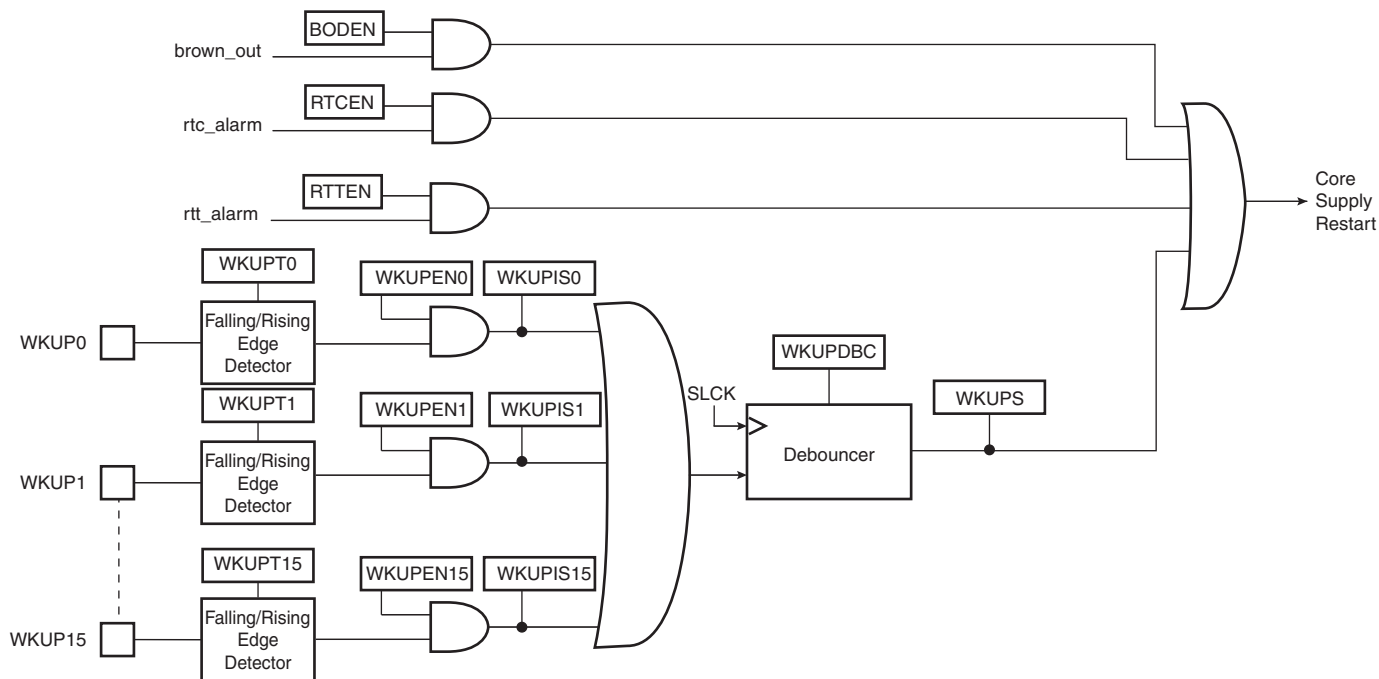 BODEN
brown_out
RTCEN
rtc_alarm
RTTEN
rtt_alarm
Core
Supply
Restart
WKUPT0
WKUPEN0
WKUPIS0
WKUP0
Falling/Rising
Edge
Detector
WKUPT1
WKUPEN1
WKUPIS1
WKUP1
Falling/Rising
Edge
Detector
WKUPDBC
SLCK
Debouncer
WKUPS
WKUPT15
WKUPEN15
WKUPIS15
WKUP15
Falling/Rising
Edge
Detector